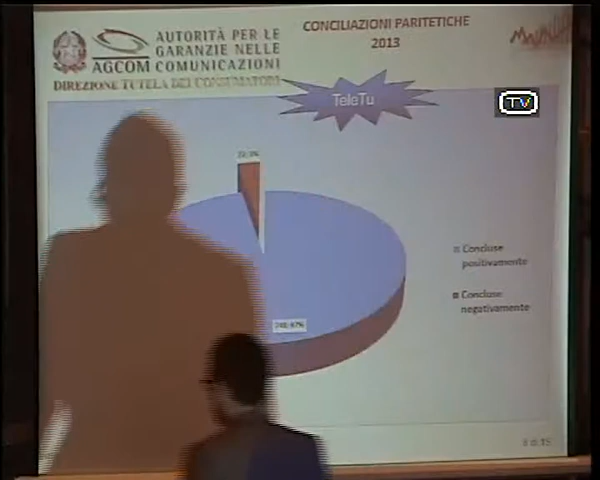 CONCILIAZIONI PARITETICHE
2013
AUTORITÀ PER LE
GARANZIE NELLE
AGCOM COMUNICAZIONI
DIREZIONE TUTELA DEI CONSUMATORI
TeleTu
TV
Concluse
positivamente
Concluse
negativamente